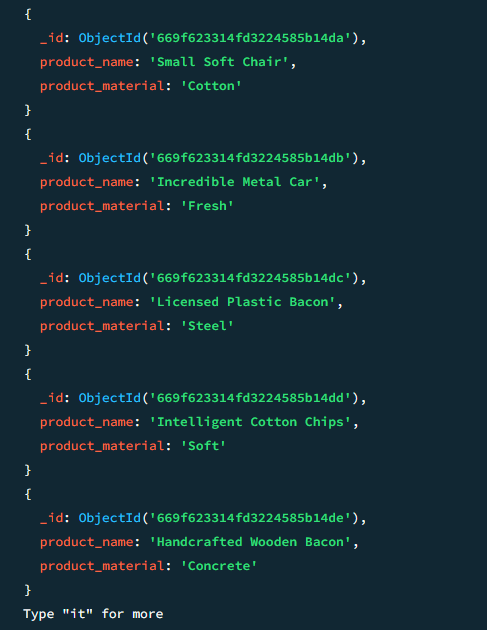 {
_id: ObjectId('669f623314fd3224585b14da'),
product_name: 'Small Soft Chair',
product_material: 'Cotton'
}
{
_id: ObjectId('669f623314fd3224585b14db'),
product_name: 'Incredible Metal Car',
product_material: 'Fresh'
}
{
_id: ObjectId('669f623314fd3224585b14dc'),
product_name: 'Licensed Plastic Bacon',
product_material: 'Steel'
}
{
_id: ObjectId('669f623314fd3224585b14dd'),
product_name: 'Intelligent Cotton Chips',
product_material: 'Soft'
}
{
_id: ObjectId('669f623314fd3224585b14de'),
product_name: 'Handcrafted Wooden Bacon',
product_material: 'Concrete'
}
Type "it" for more